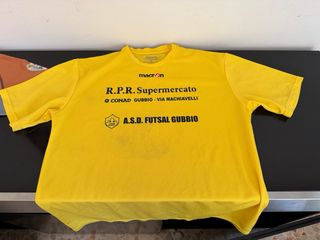 macron
R.P.R. Supermercato
CONAD GUBBIO - VIA MACHIAVELLI
A.S.D. FUTSAL GUBBIO